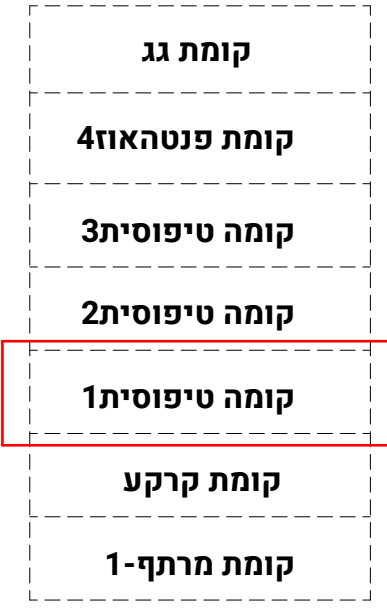 קומת גג
קומת פנטהאוז4
קומה טיפוסית3
קומה טיפוסית2
קומה טיפוסית1
קומת קרקע
קומת מרתף-1